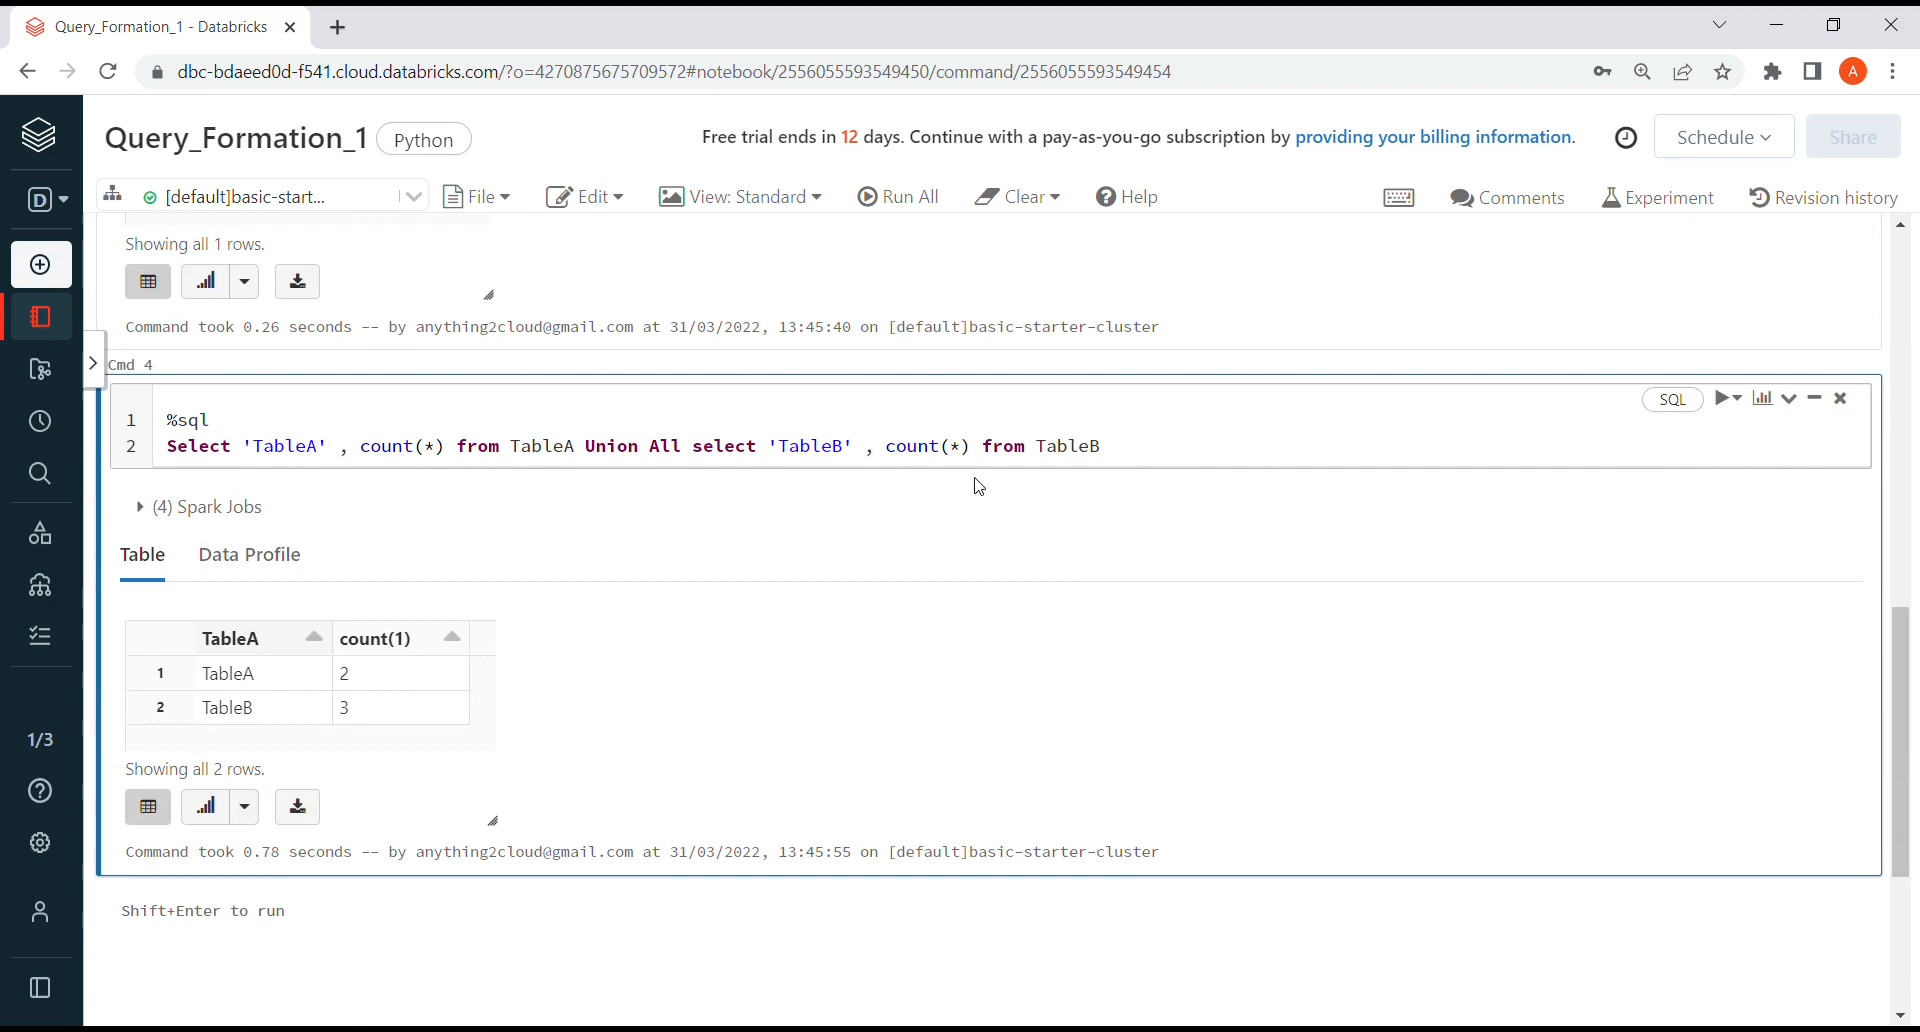 Query_Formation_1 - Databricks
dbc-bdaeed0d-f541.cloud.databricks.com/?o=4270875675709572#notebook/2556055593549450/command/2556055593549454
A
Query_Formation_1 Python
Free trial ends in 12 days. Continue with a pay-as-you-go subscription by providing your billing information.
Schedule
Share
D
[default]basic-start...
File
Edit
View: Standard
Run All
Clear
Help
Comments
Experiment
Revision history
Showing all 1 rows.
Command took 0.26 seconds -- by anything2cloud@gmail.com at 31/03/2022, 13:45:40 on [default]basic-starter-cluster
Cmd 4
SQL
1 %sql
2 Select 'TableA' , count(*) from TableA Union All select 'TableB' , count(*) from TableB
(4) Spark Jobs
Table Data Profile
TableA count(1)
1 TableA 2
2 TableB 3
1/3
Showing all 2 rows.
Command took 0.78 seconds -- by anything2cloud@gmail.com at 31/03/2022, 13:45:55 on [default]basic-starter-cluster
Shift+Enter to run